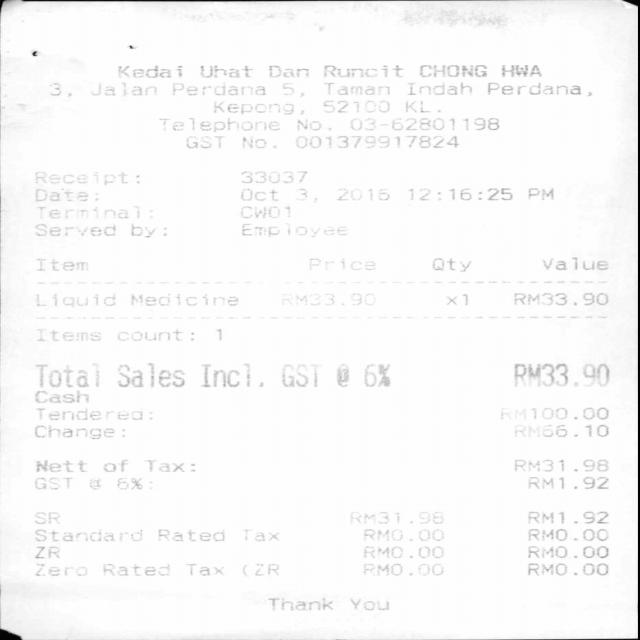 Kedai Ubat Dan Runcit CHONG HWA
3, Jalan Perdana 5, Taman Indah Perdana,
Kepong, 52100 KL.
Telephone No. 03-62801198
GST No. 001379917824
Receipt: 33037
Date: Oct 3, 2015 12:16:25 PM
Terminal: CW01
Served by: Employee
Item Price Qty Value
Liquid Medicine RM33.90 x1 RM33.90
Items count: 1
Total Sales Incl. GST @ 6% RM33.90
Cash
Tendered: RM100.00
Change: RM66.10
Nett of Tax: RM31.98
GST @ 6%: RM1.92
SR RM31.98 RM1.92
Standard Rated Tax RM0.00 RM0.00
ZR RM0.00 RM0.00
Zero Rated Tax (ZR RM0.00 RM0.00
Thank You